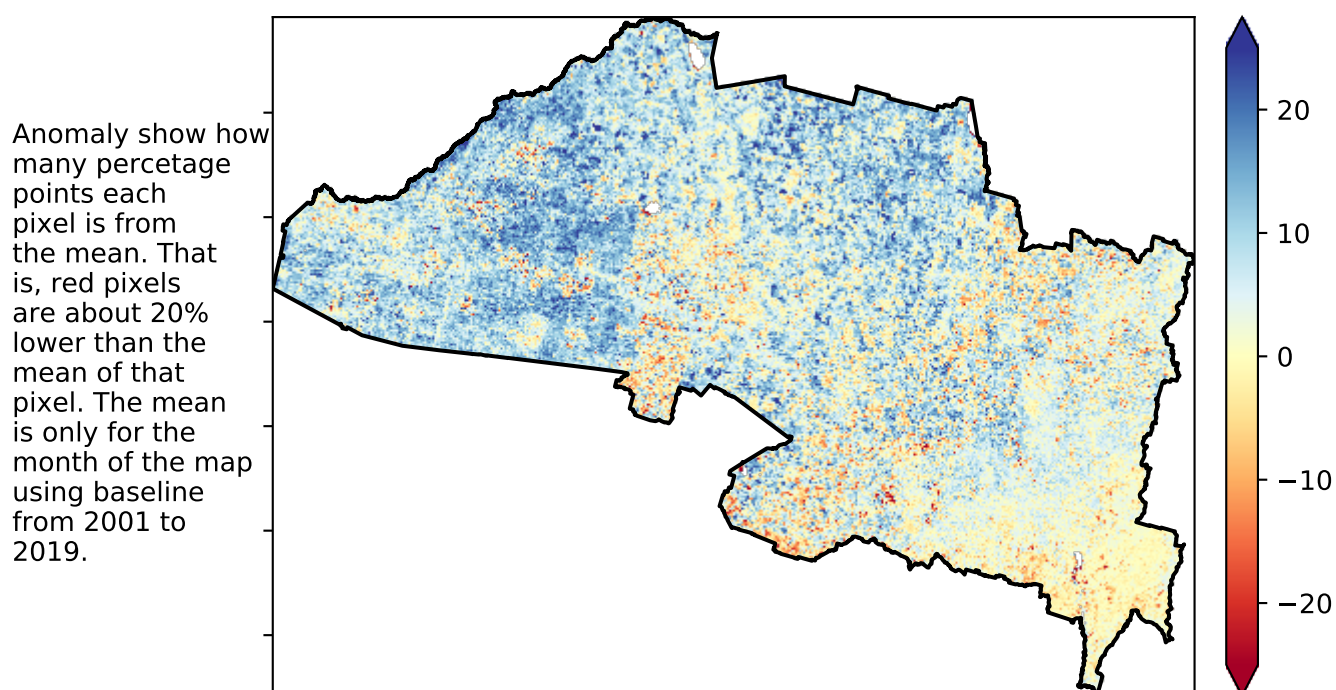 Anomaly show how
many percetage
points each
pixel is from
the mean. That
is, red pixels
are about 20%
lower than the
mean of that
pixel. The mean
is only for the
month of the map
using baseline
from 2001 to
2019.
20
10
0
−10
−20